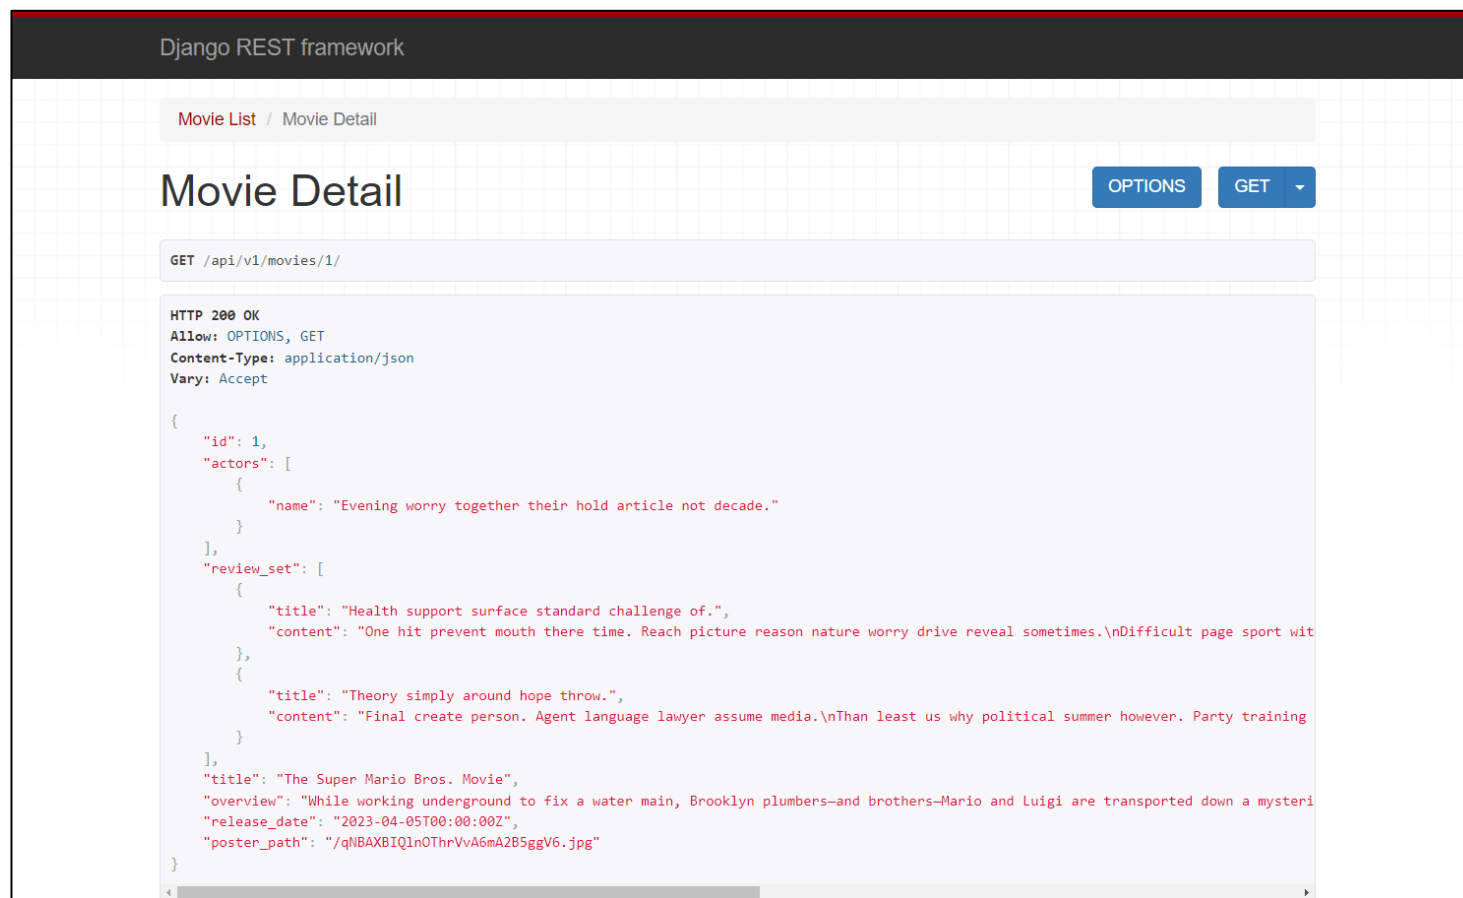 Django REST framework
Movie List / Movie Detail
Movie Detail
OPTIONS GET
GET /api/v1/movies/1/
HTTP 200 OK
Allow: OPTIONS, GET
Content-Type: application/json
Vary: Accept
{
    "id": 1,
    "actors": [
        {
            "name": "Evening worry together their hold article not decade."
        }
    ],
    "review_set": [
        {
            "title": "Health support surface standard challenge of.",
            "content": "One hit prevent mouth there time. Reach picture reason nature worry drive reveal sometimes.\nDifficult page sport wit
        },
        {
            "title": "Theory simply around hope throw.",
            "content": "Final create person. Agent language lawyer assume media.\nThan least us why political summer however. Party training
        }
    ],
    "title": "The Super Mario Bros. Movie",
    "overview": "While working underground to fix a water main, Brooklyn plumbers—and brothers—Mario and Luigi are transported down a mysteri
    "release_date": "2023-04-05T00:00:00Z",
    "poster_path": "/qNBAXBIQlnOThrVvA6mA2B5ggV6.jpg"
}